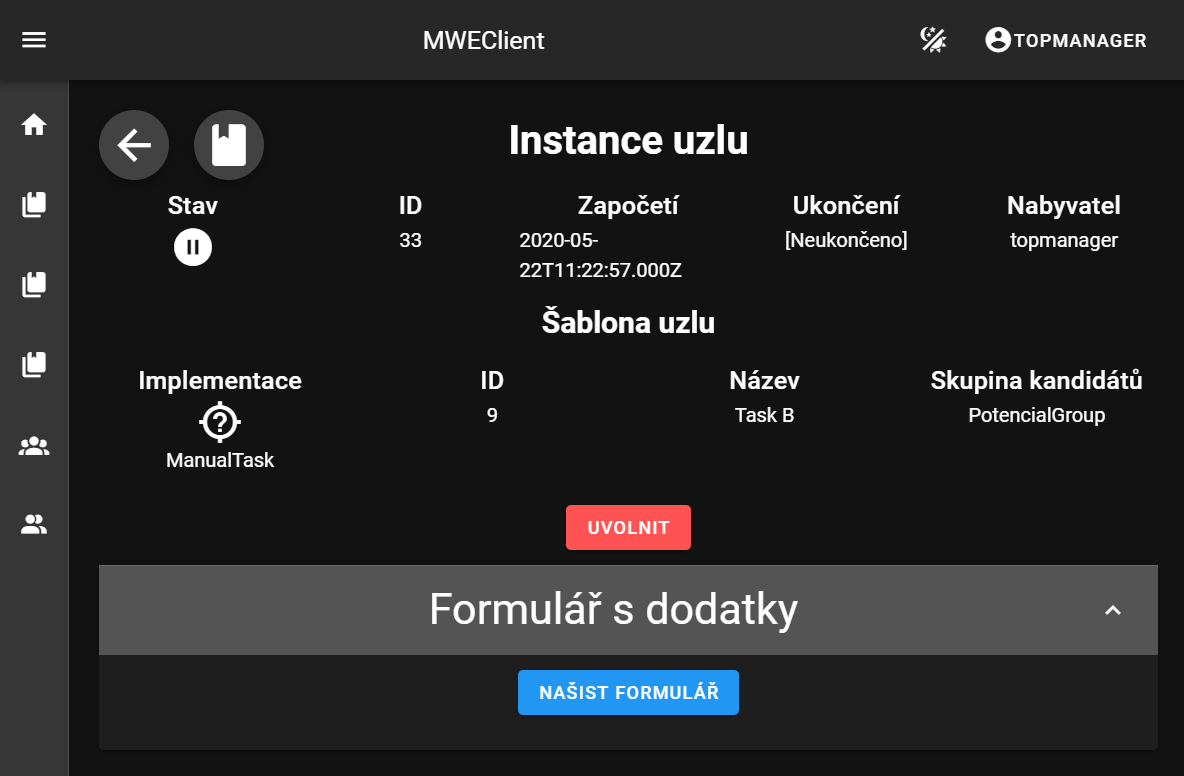 MWEClient
TOPMANAGER
Instance uzlu
Stav
ID
Započetí
Ukončení
Nabyvatel
33
2020-05-
22T11:22:57.000Z
[Neukončeno]
topmanager
Šablona uzlu
Implementace
ID
Název
Skupina kandidátů
ManualTask
9
Task B
PotencialGroup
UVOLNIT
Formulář s dodatky
NAŠIST FORMULÁŘ